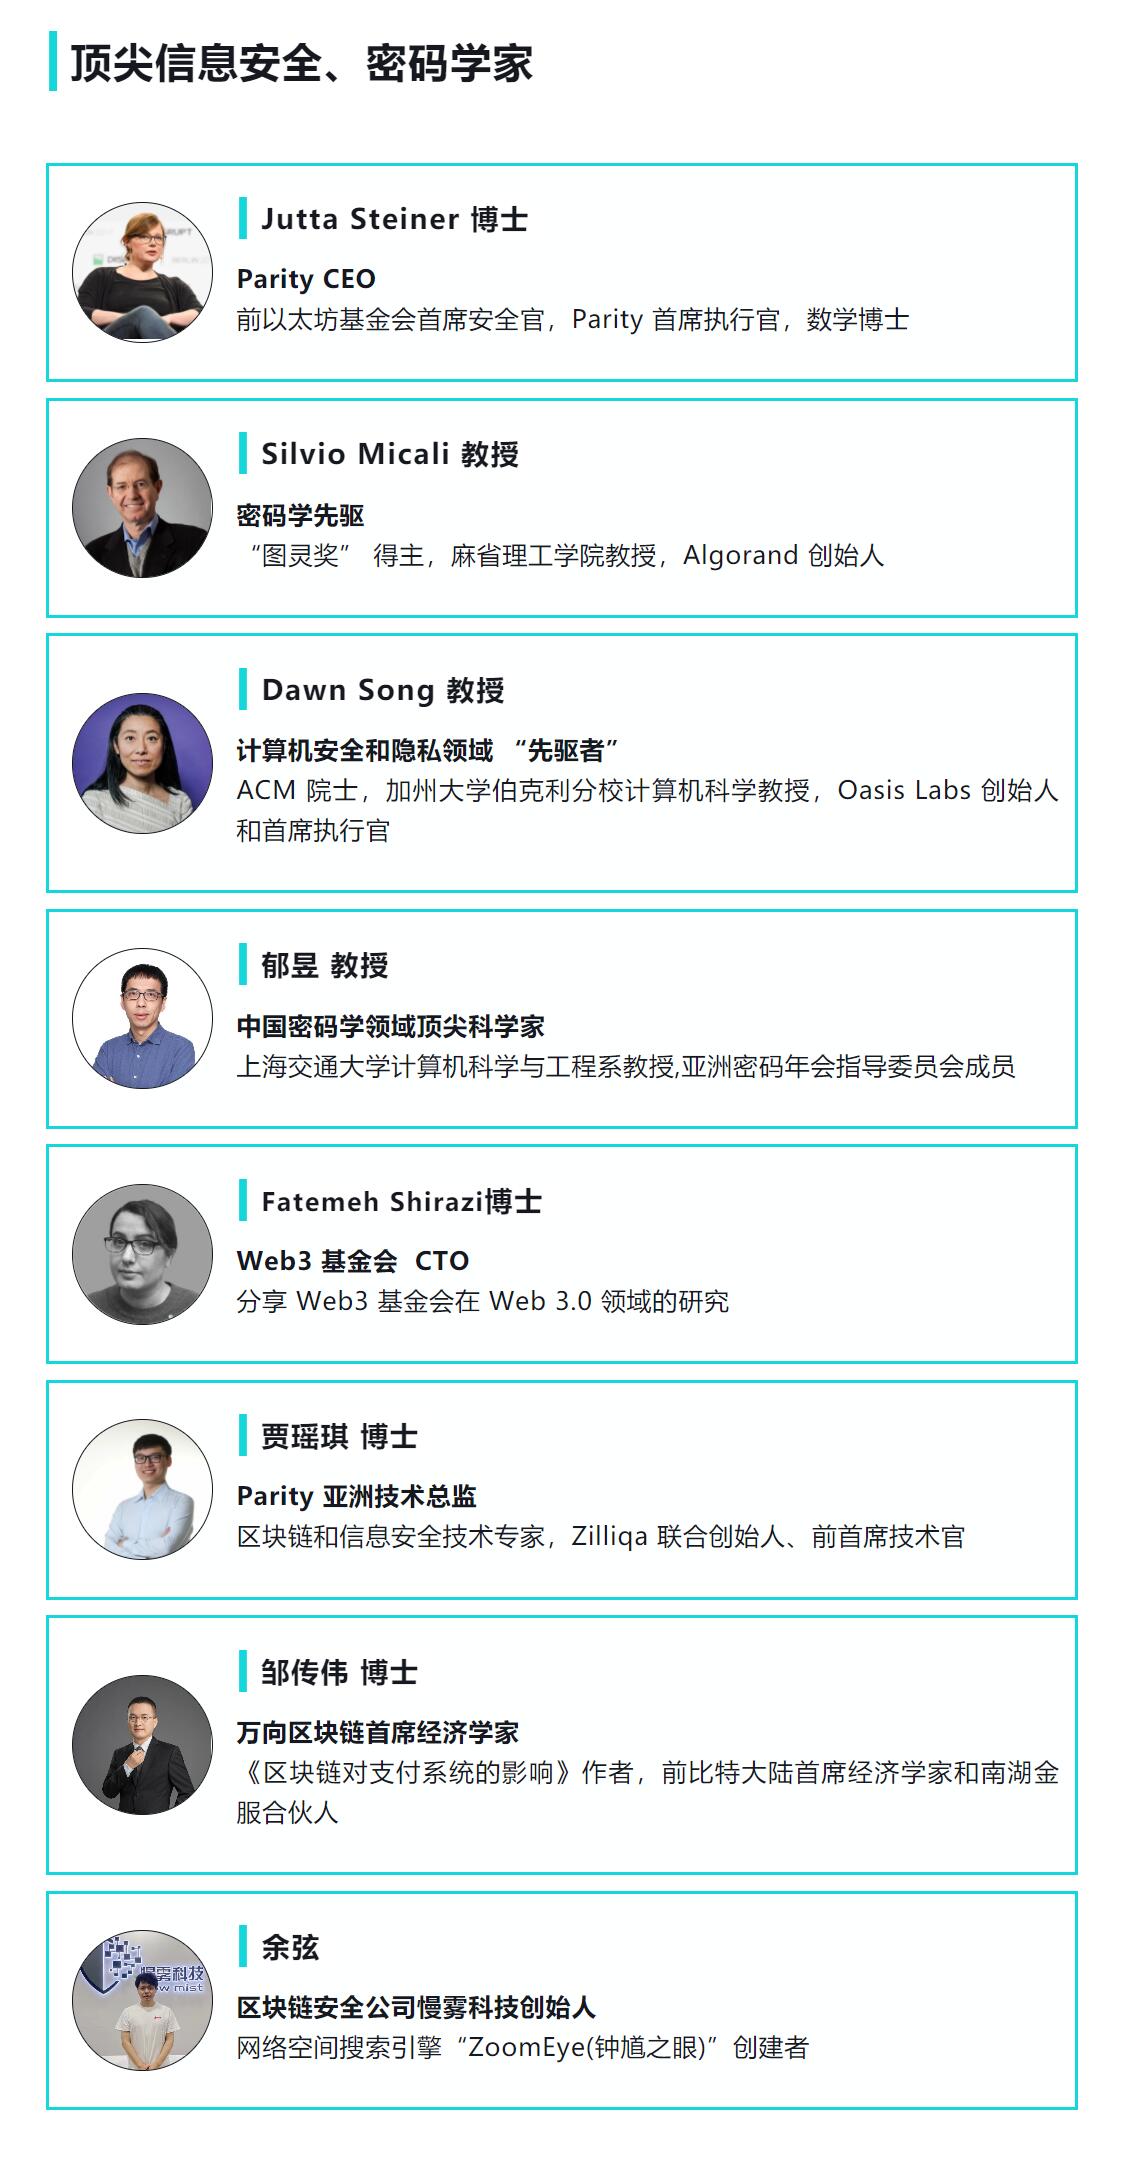 顶尖信息安全、密码学家
Jutta Steiner 博士
Parity CEO
前以太坊基金会首席安全官，Parity 首席执行官，数学博士
Silvio Micali 教授
密码学先驱
“图灵奖” 得主，麻省理工学院教授，Algorand 创始人
Dawn Song 教授
计算机安全和隐私领域 “先驱者”
ACM 院士，加州大学伯克利分校计算机科学教授，Oasis Labs 创始人
和首席执行官
郁昱 教授
中国密码学领域顶尖科学家
上海交通大学计算机科学与工程系教授,亚洲密码年会指导委员会成员
Fatemeh Shirazi博士
Web3 基金会 CTO
分享 Web3 基金会在 Web 3.0 领域的研究
贾瑶琪 博士
Parity 亚洲技术总监
区块链和信息安全技术专家，Zilliqa 联合创始人、前首席技术官
邹传伟 博士
万向区块链首席经济学家
《区块链对支付系统的影响》作者，前比特大陆首席经济学家和南湖金
服合伙人
余弦
区块链安全公司慢雾科技创始人
网络空间搜索引擎“ZoomEye(钟馗之眼)”创建者